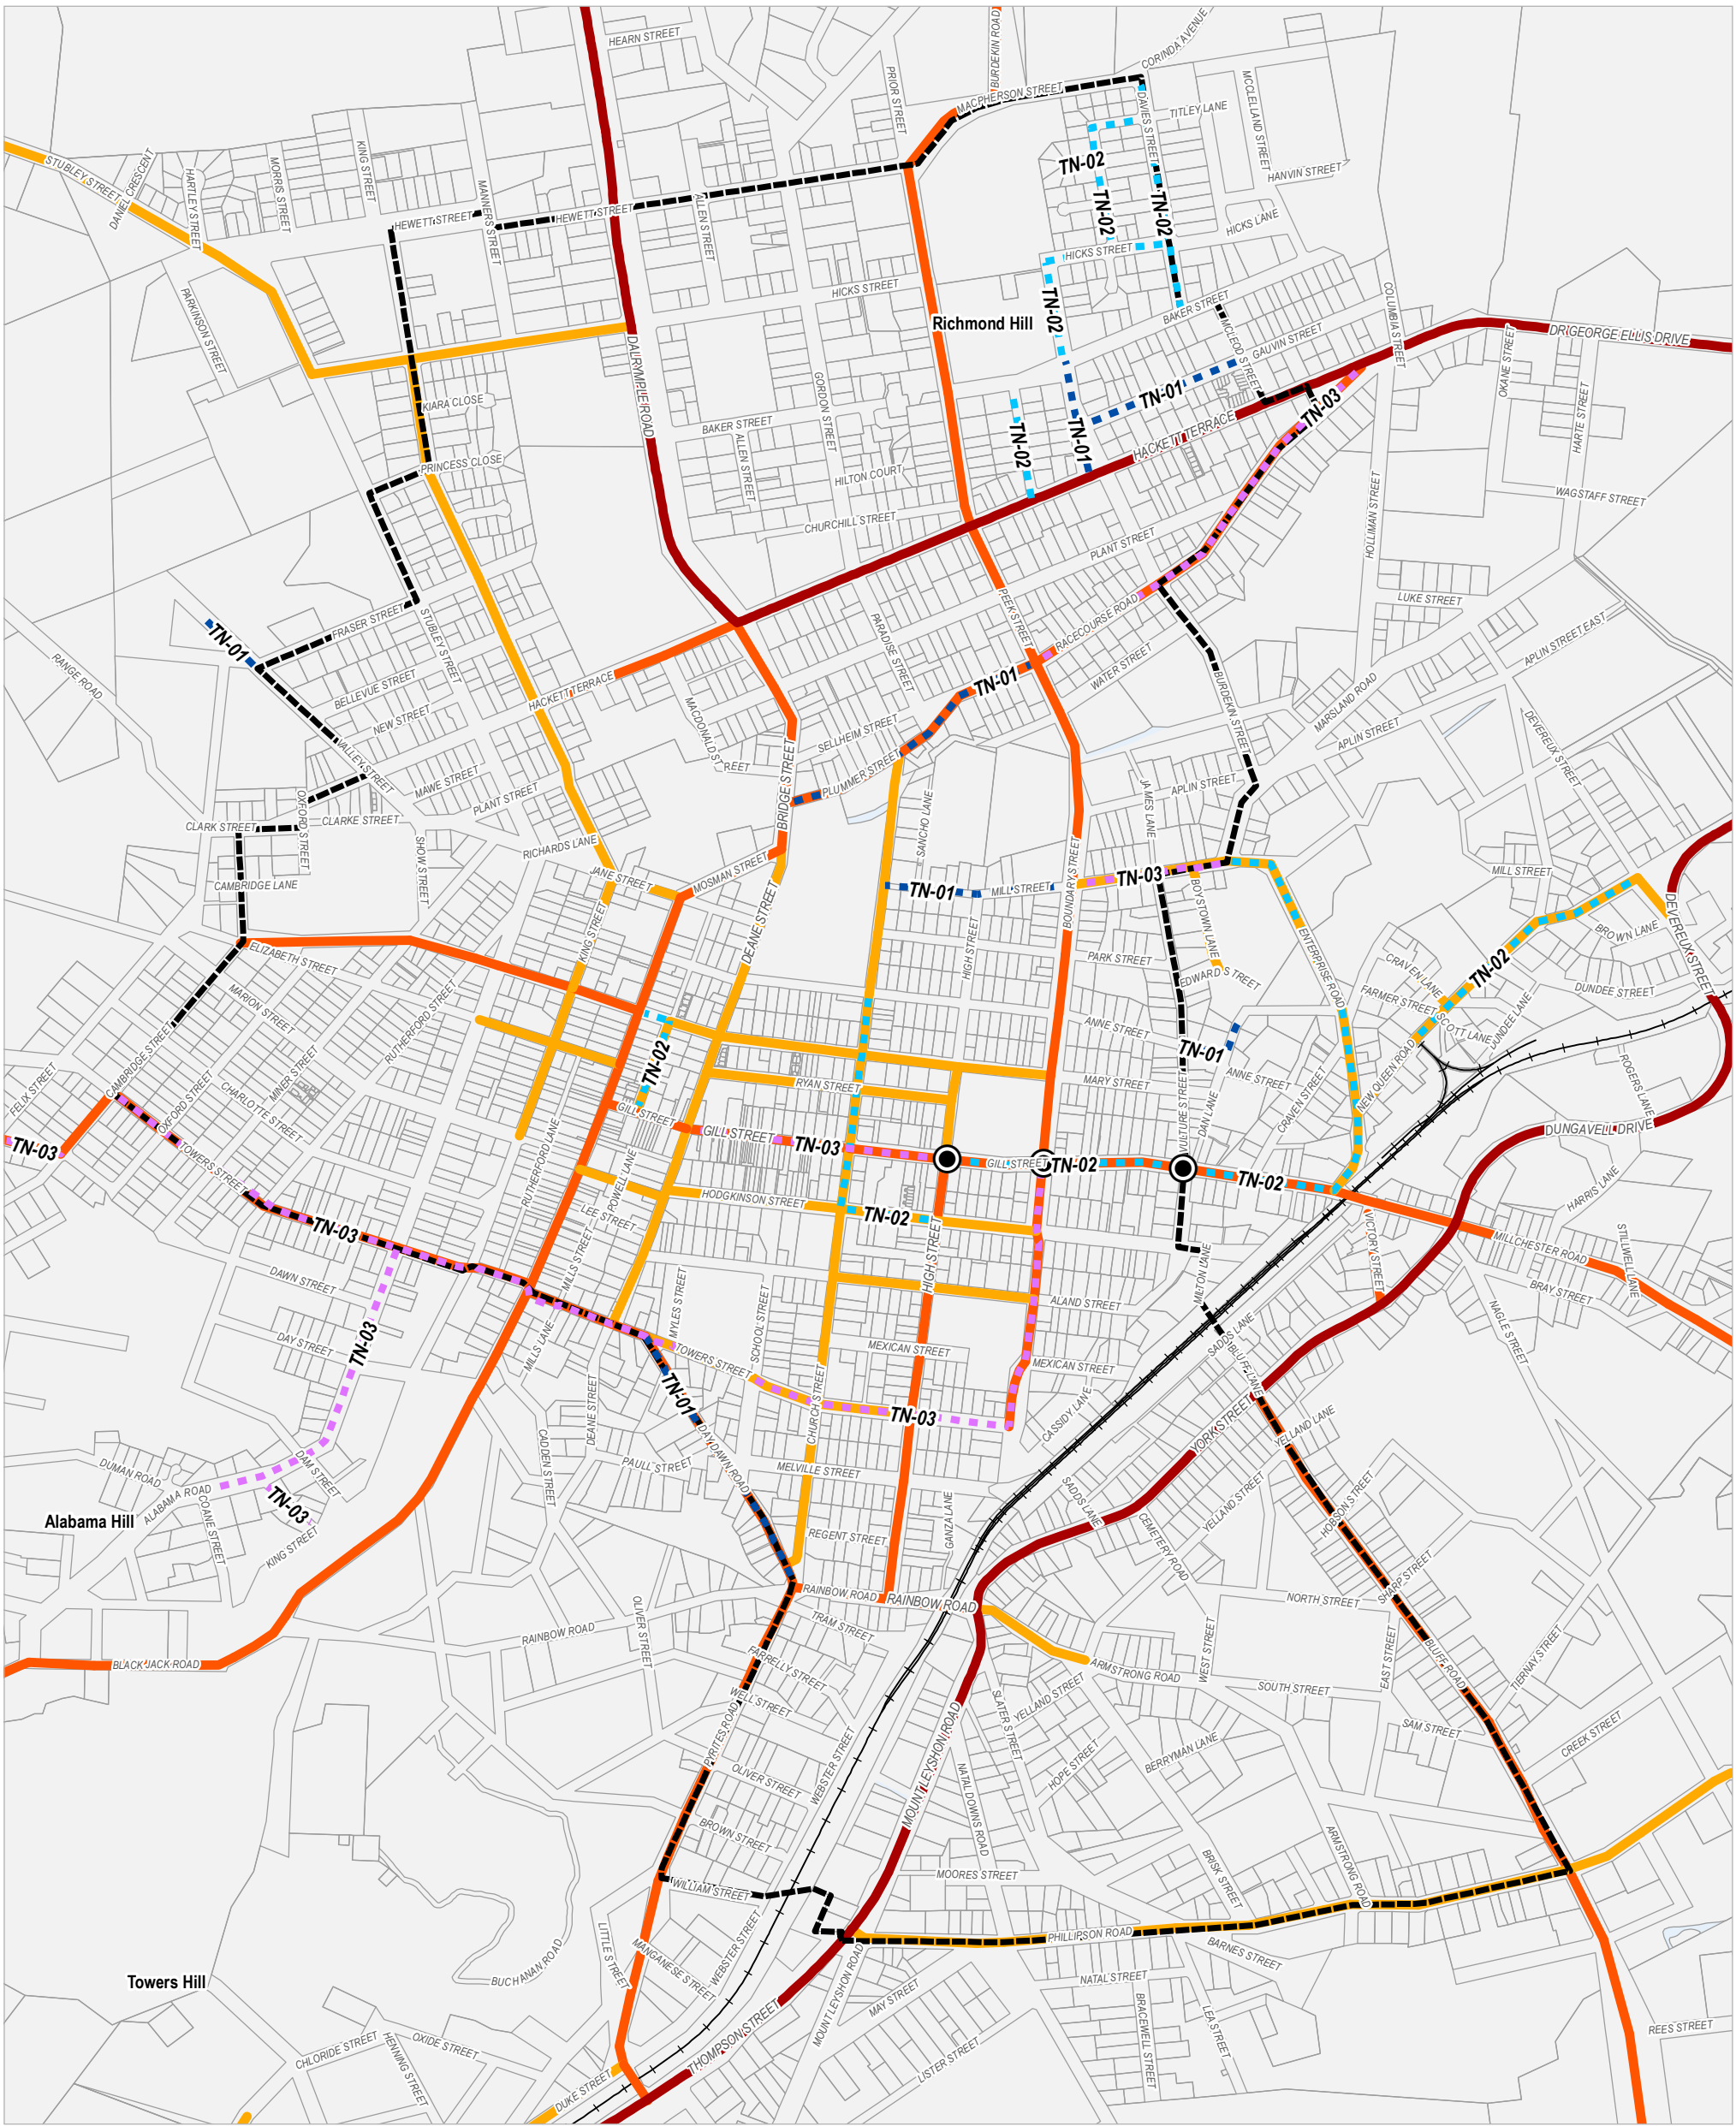 HEARN STREET
PRIOR STREET
BURDEKIN ROAD
CORINDA AVENUE
MACPHERSON STREET
DAVIES STREET
TITLEY LANE
MCCLELLAND STREET
HANVIN STREET
KING STREET
STUBLEY STREET
DANIEL CRESCENT
HARTLEY STREET
MORRIS STREET
MANNERS STREET
HEWETT STREET
HEWETT STREET
ALLEN STREET
TN-02
TN-02
TN-02
HICKS LANE
HICKS STREET
HICKS STREET
TN-02
PARKINSON STREET
Richmond Hill
BAKER STREET
MCLEOD STREET
GAUVIN STREET
COLUMBIA STREET
DR GEORGE ELLIS DRIVE
OKANE STREET
HARTE STREET
DALRYMPLE ROAD
KIARA CLOSE
GORDON STREET
BAKER STREET
ALLEN STREET
TN-01
TN-01
TN-02
TN-03
HACKETT TERRACE
PRINCESS CLOSE
HILTON COURT
CHURCHILL STREET
WAGSTAFF STREET
HOLLIMAN STREET
PLANT STREET
PEEK STREET
RACECOURSE ROAD
LUKE STREET
APLIN STREET EAST
FRASER STREET
STUBLEY STREET
TN-01
RANGE ROAD
BELLEVUE STREET
NEW STREET
HACKETT TERRACE
PARADISE STREET
WATER STREET
TN-01
BURDEKIN STREET
MARSLAND ROAD
APLIN STREET
DEVEREUX STREET
MACDONALD STREET
SELLHEIM STREET
PLUMMER STREET
VALLEY STREET
MAWE STREET
PLANT STREET
OXFORD STREET
CLARK STREET
CLARKE STREET
BRIDGE STREET
SANCHO LANE
JAMES LANE
APLIN STREET
RICHARDS LANE
SHOW STREET
CAMBRIDGE LANE
JANE STREET
MOSMAN STREET
TN-01
MILL STREET
BOUNDARY STREET
TN-03
BOYSTOWN LANE
MILL STREET
BROWN LANE
DEVEREUX STREET
KING STREET
DEANE STREET
ELIZABETH STREET
MARION STREET
HIGH STREET
PARK STREET
EDWARD STREET
ENTERPRISE ROAD
TN-02
CRAVEN LANE
FARMER STREET
SCOTT LANE
DUNDEE LANE
DUNDEE STREET
ANNE STREET
TN-01
ANNE STREET
NEW QUEEN ROAD
ROGERS LANE
CAMBRIDGE STREET
FELIX STREET
OXFORD STREET
MINER STREET
CHARLOTTE STREET
RUTHERFORD STREET
TN-02
RYAN STREET
MARY STREET
VULTURE STREET
DAN LANE
CRAVEN STREET
DUNGAVELL DRIVE
TN-03
TOWERS STREET
RUTHERFORD LANE
GILL STREET
GILL STREET
TN-03
GILL STREET
TN-02
TN-02
POWELL LANE
LEE STREET
HODGKINSON STREET
TN-02
HIGH STREET
HARRIS LANE
VICTORY STREET
MILLCHESTER ROAD
STILLWELL LANE
BRAY STREET
NAGLE STREET
TN-03
DAWN STREET
MILLS STREET
MYLES STREET
SCHOOL STREET
MILTON LANE
ALAND STREET
DAY STREET
TN-03
MILLS LANE
TOWERS STREET
MEXICAN STREET
MEXICAN STREET
SADDS LANE
BLUFF LANE
DEANE STREET
TN-01
CHURCH STREET
TN-03
CASSIDY LANE
YORK STREET
YELLAND LANE
CADDEN STREET
DAY DAWN ROAD
PAULL STREET
MELVILLE STREET
DUMAN ROAD
ALABAMA ROAD
DAM STREET
COANE STREET
TN-03
Alabama Hill
KING STREET
REGENT STREET
GANZA LANE
SADDS LANE
CEMETERY ROAD
YELLAND STREET
HOBSON STREET
SHARP STREET
NORTH STREET
RAINBOW ROAD
RAINBOW ROAD
RAINBOW ROAD
OLIVER STREET
TRAM STREET
FARRELLY STREET
WELL STREET
BLACK JACK ROAD
ARMSTRONG ROAD
WEST STREET
SOUTH STREET
EAST STREET
BLUFF ROAD
TIERNAY STREET
SAM STREET
CREEK STREET
YELLAND STREET
SLATER STREET
HOPE STREET
BERRYMAN LANE
PYRITES ROAD
OLIVER STREET
WEBSTER STREET
MOUNT LEYSHON ROAD
NATAL DOWNS ROAD
BROWN STREET
MOORES STREET
BRISK STREET
ARMSTRONG ROAD
WILLIAM STREET
LITTLE STREET
MANGANESE STREET
WEBSTER STREET
PHILLIPSON ROAD
BARNES STREET
BUCHANAN ROAD
Towers Hill
NATAL STREET
MAY STREET
MOUNT LEYSHON ROAD
BRACEWELL STREET
LEA STREET
REES STREET
CHLORIDE STREET
HENNING STREET
OXIDE STREET
DUKE STREET
THOMPSON STREET
LISTER STREET